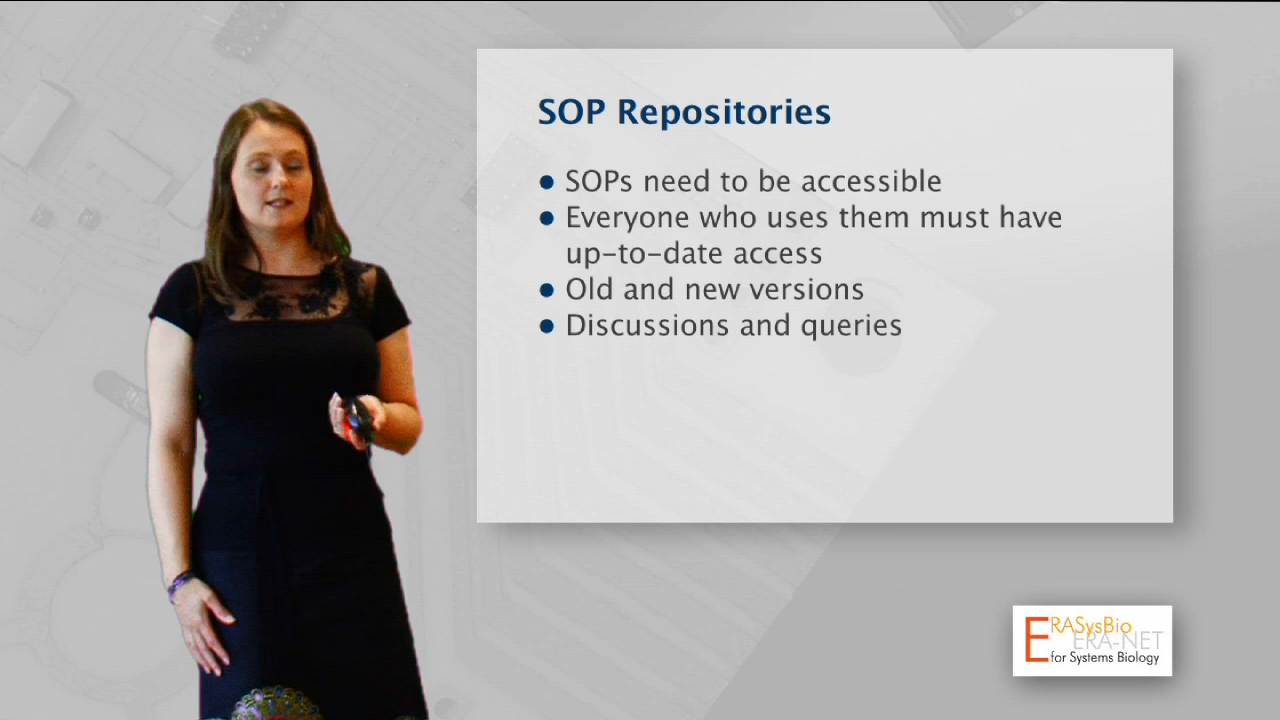 SOP Repositories
● SOPs need to be accessible
● Everyone who uses them must have
up-to-date access
● Old and new versions
● Discussions and queries
ERASysBio
ERA-NET
for Systems Biology